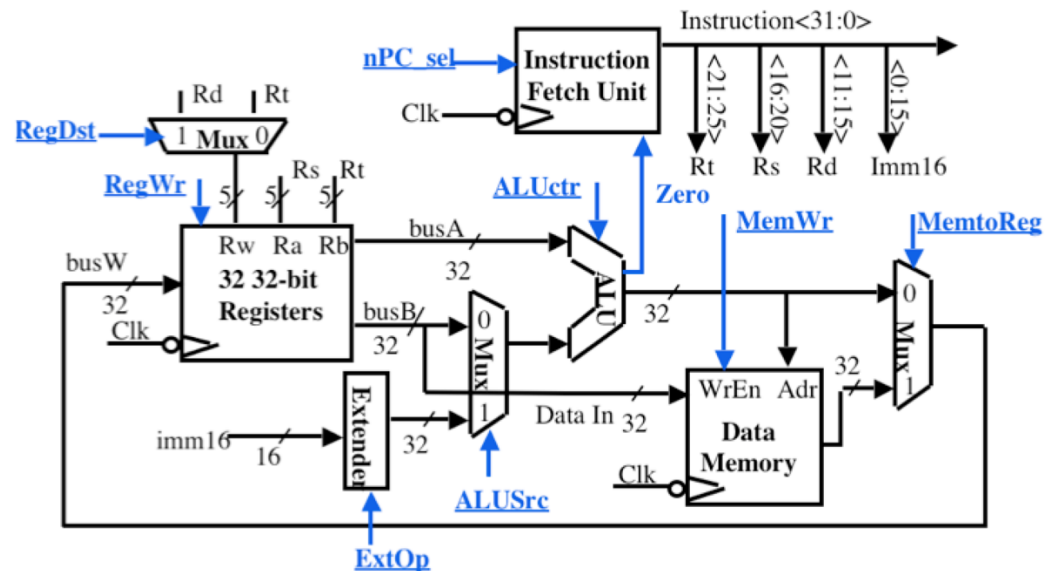 Instruction<31:0>
nPC_sel
Instruction
Fetch Unit
Clk
<21:25>
<16:20>
<11:15>
<0:15>
Rt
Rs
Rd
Imm16
Rd
Rt
RegDst
1 Mux 0
RegWr
5
5
5
Rs
Rt
ALUctr
Zero
MemWr
MemtoReg
busW
32
Rw Ra Rb
32 32-bit
Registers
Clk
busA
32
busB
32
0
Mux
1
ALU
32
0
Mux
1
imm16
16
Extender
32
Data In
32
WrEn Adr
Data
Memory
Clk
32
ALUSrc
ExtOp